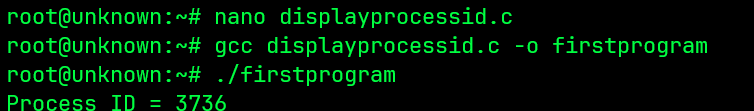 root@unknown:~# nano displayprocessid.c
root@unknown:~# gcc displayprocessid.c -o firstprogram
root@unknown:~# ./firstprogram
Process ID = 3736